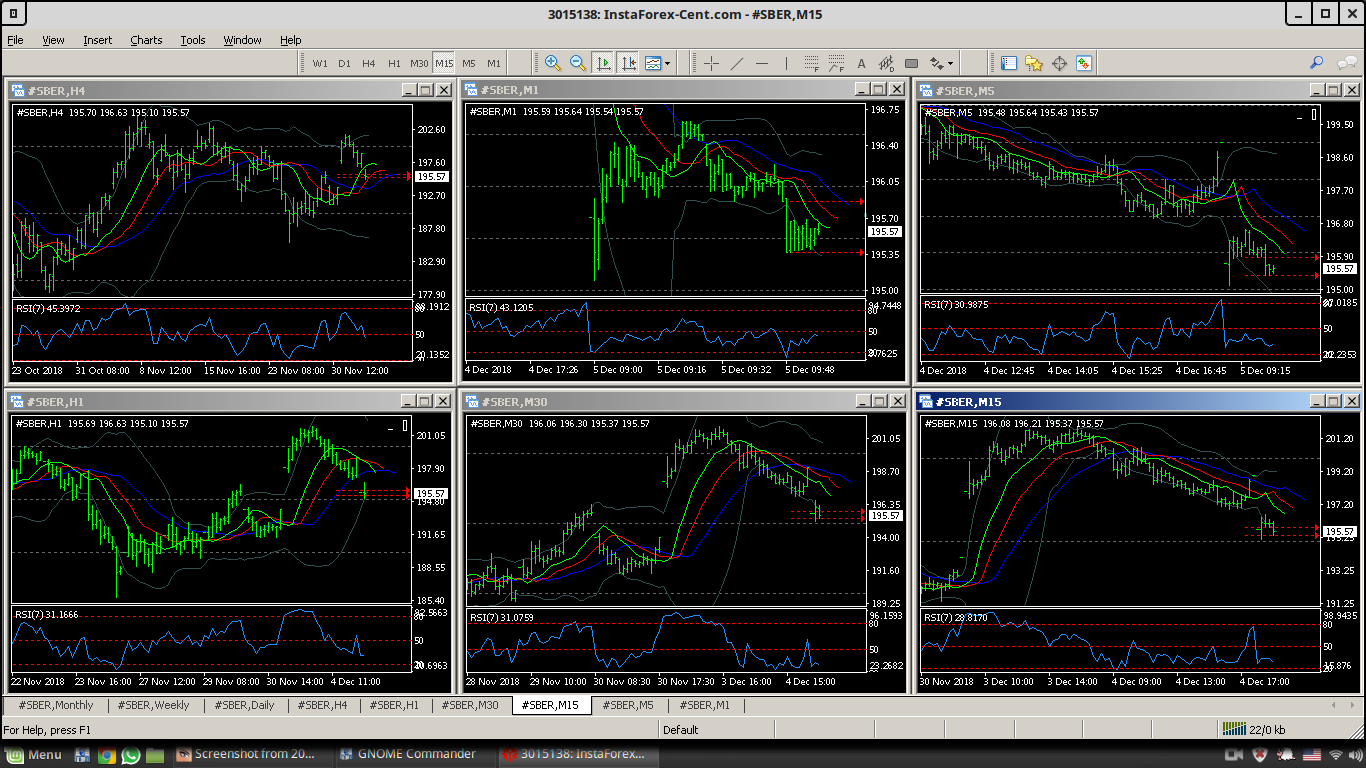 3015138: InstaForex-Cent.com - #SBER,M15
File View Insert Charts Tools Window Help
W1 D1 H4 H1 M30 M15 M5 M1
#SBER,H4
#SBER,H4 195.70 196.63 195.10 195.57
202.60
197.60
195.57
192.70
187.80
182.90
177.90
RSI(7) 45.3972
50
20.1352
23 Oct 2018 31 Oct 08:00 8 Nov 12:00 15 Nov 16:00 23 Nov 08:00 30 Nov 12:00
#SBER,M1
#SBER,M1 195.59 195.64 195.54 195.57
196.75
196.40
196.05
195.70
195.57
195.35
195.00
RSI(7) 43.1205
94.7448
80
50
4 Dec 2018 4 Dec 17:26 5 Dec 09:00 5 Dec 09:16 5 Dec 09:32 5 Dec 09:48
#SBER,M5
#SBER,M5 195.48 195.64 195.43 195.57
199.50
198.60
197.70
196.80
195.90
195.57
195.00
RSI(7) 30.9875
50
4 Dec 2018 4 Dec 12:45 4 Dec 14:05 4 Dec 15:25 4 Dec 16:45 5 Dec 09:15
#SBER,H1
#SBER,H1 195.69 196.63 195.10 195.57
201.05
197.90
195.57
194.80
191.65
188.55
185.40
RSI(7) 31.1666
80
50
22 Nov 2018 23 Nov 16:00 27 Nov 12:00 29 Nov 08:00 30 Nov 14:00 4 Dec 11:00
#SBER,M30
#SBER,M30 196.06 196.30 195.37 195.57
201.05
198.70
196.35
195.57
194.00
191.60
189.25
RSI(7) 31.0759
96.1593
80
50
22.2682
28 Nov 2018 29 Nov 10:00 30 Nov 08:30 30 Nov 17:30 3 Dec 16:00 4 Dec 15:00
#SBER,M15
#SBER,M15 196.08 196.21 195.37 195.57
201.20
199.20
197.20
195.57
193.25
191.25
RSI(7) 28.8170
98.9435
80
50
30 Nov 2018 3 Dec 10:00 3 Dec 14:00 4 Dec 09:00 4 Dec 13:00 4 Dec 17:00
#SBER,Monthly #SBER,Weekly #SBER,Daily #SBER,H4 #SBER,H1 #SBER,M30 #SBER,M15 #SBER,M5 #SBER,M1
For Help, press F1 Default 22/0 kb
Menu Screenshot from 20... GNOME Commander 3015138: InstaForex...